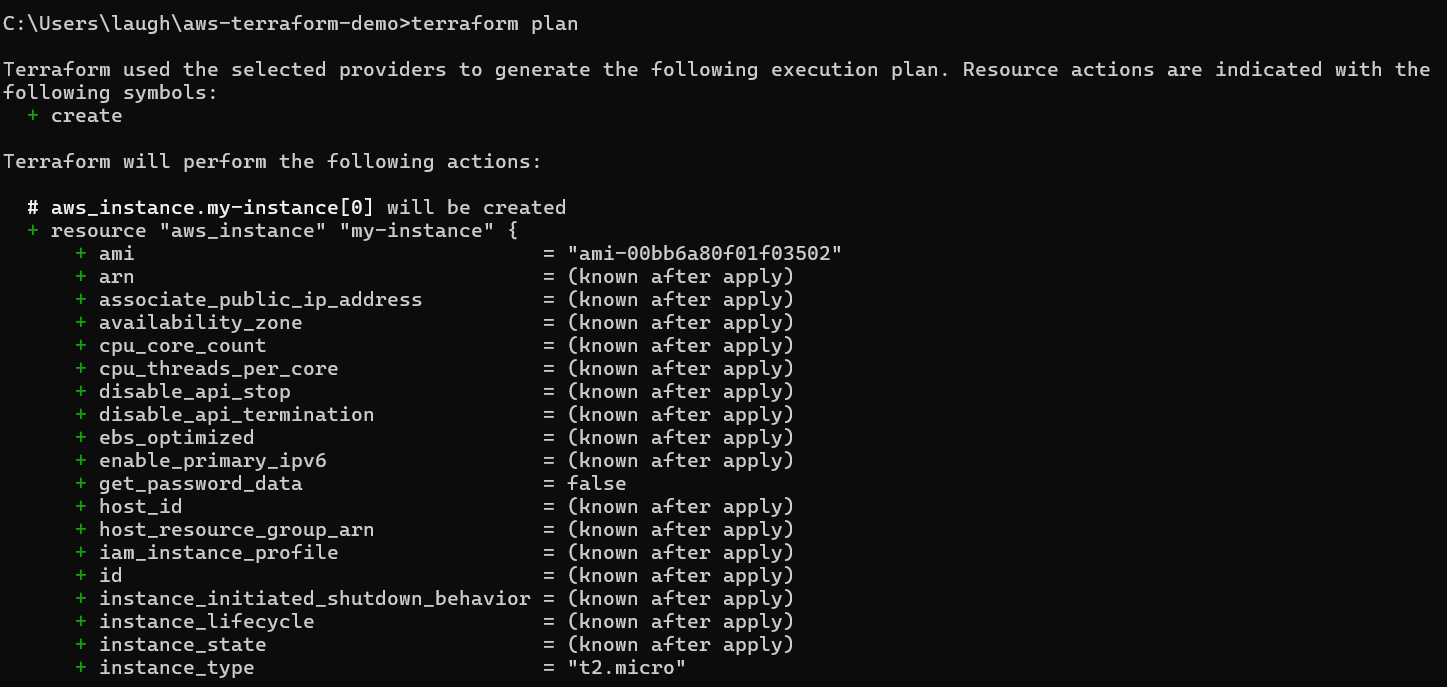 C:\Users\laugh\aws-terraform-demo>terraform plan
Terraform used the selected providers to generate the following execution plan. Resource actions are indicated with the
following symbols:
  + create
Terraform will perform the following actions:
  # aws_instance.my-instance[0] will be created
  + resource "aws_instance" "my-instance" {
      + ami                                  = "ami-00bb6a80f01f03502"
      + arn                                  = (known after apply)
      + associate_public_ip_address          = (known after apply)
      + availability_zone                    = (known after apply)
      + cpu_core_count                       = (known after apply)
      + cpu_threads_per_core                 = (known after apply)
      + disable_api_stop                     = (known after apply)
      + disable_api_termination              = (known after apply)
      + ebs_optimized                        = (known after apply)
      + enable_primary_ipv6                  = (known after apply)
      + get_password_data                    = false
      + host_id                              = (known after apply)
      + host_resource_group_arn              = (known after apply)
      + iam_instance_profile                 = (known after apply)
      + id                                   = (known after apply)
      + instance_initiated_shutdown_behavior = (known after apply)
      + instance_lifecycle                   = (known after apply)
      + instance_state                       = (known after apply)
      + instance_type                        = "t2.micro"